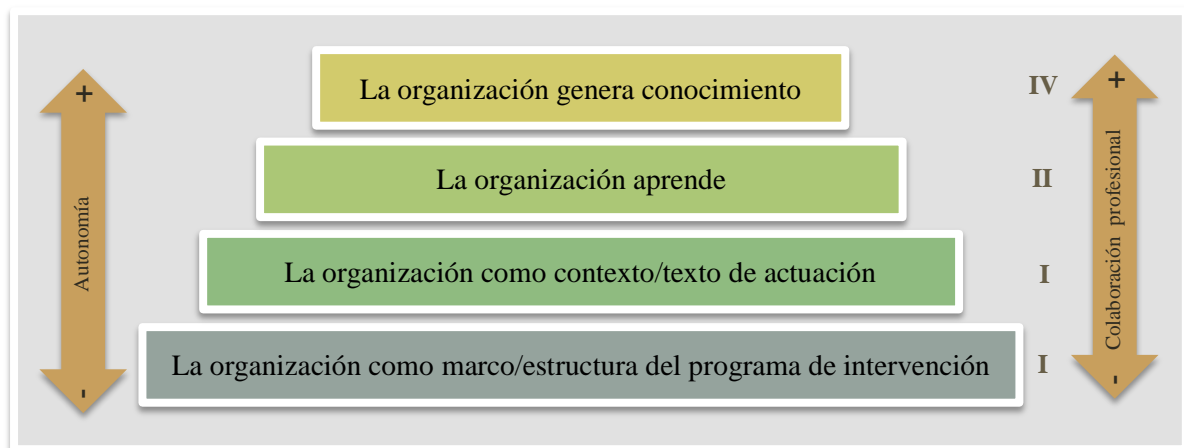 +
La organización genera conocimiento
IV
+
La organización aprende
II
Autonomía
Colaboración profesional
La organización como contexto/texto de actuación
I
La organización como marco/estructura del programa de intervención
I
-
-